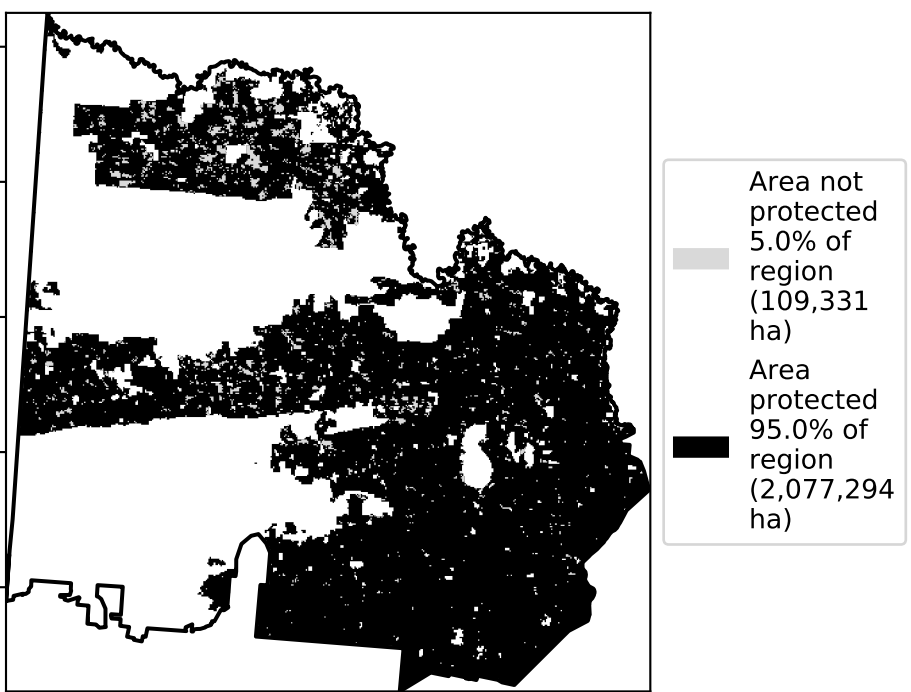 Area not
protected
5.0% of
region
(109,331
ha)
Area
protected
95.0% of
region
(2,077,294
ha)